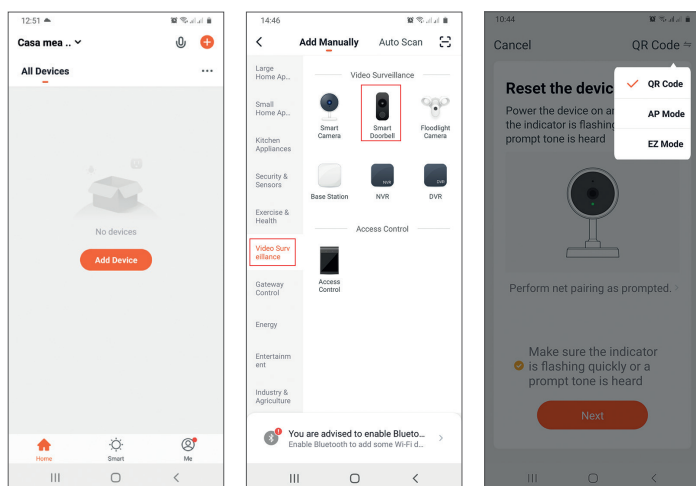 12:51
Casa mea ..
All Devices
No devices
Add Device
Home
Smart
Me
14:46
Add Manually
Auto Scan
Large
Home Ap...
Small
Home Ap...
Kitchen
Appliances
Security &
Sensors
Exercise &
Health
Video Surv
eillance
Gateway
Control
Energy
Entertainm
ent
Industry &
Agriculture
Video Surveillance
Smart
Camera
Smart
Doorbell
Floodlight
Camera
Base Station
NVR
NVR
DVR
DVR
Access Control
Access
Control
You are advised to enable Blueto...
Enable Bluetooth to add some Wi-Fi d...
10:44
Cancel
QR Code
QR Code
AP Mode
EZ Mode
Reset the devic
Power the device on a
the indicator is flashing
prompt tone is heard
Perform net pairing as prompted.
Make sure the indicator
is flashing quickly or a
prompt tone is heard
Next